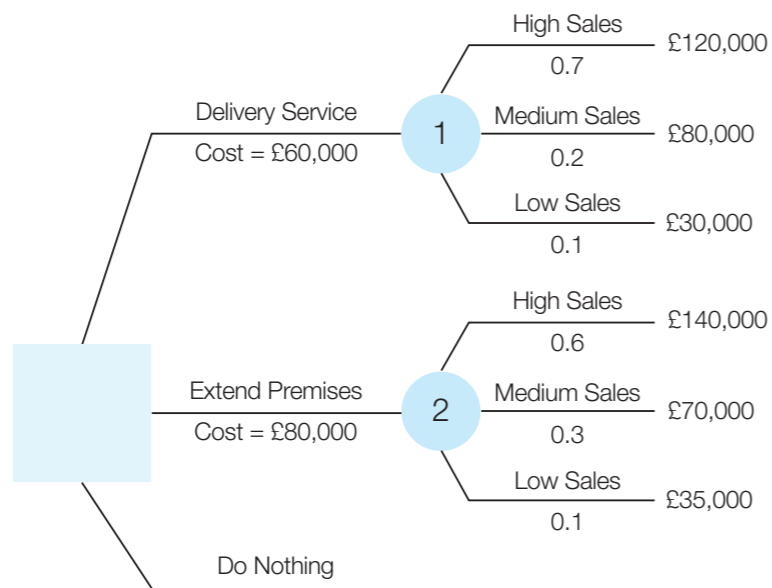 High Sales
£120,000
0.7
Delivery Service
Cost = £60,000
1
Medium Sales
£80,000
0.2
Low Sales
£30,000
0.1
High Sales
£140,000
0.6
Extend Premises
Cost = £80,000
2
Medium Sales
£70,000
0.3
Low Sales
£35,000
0.1
Do Nothing